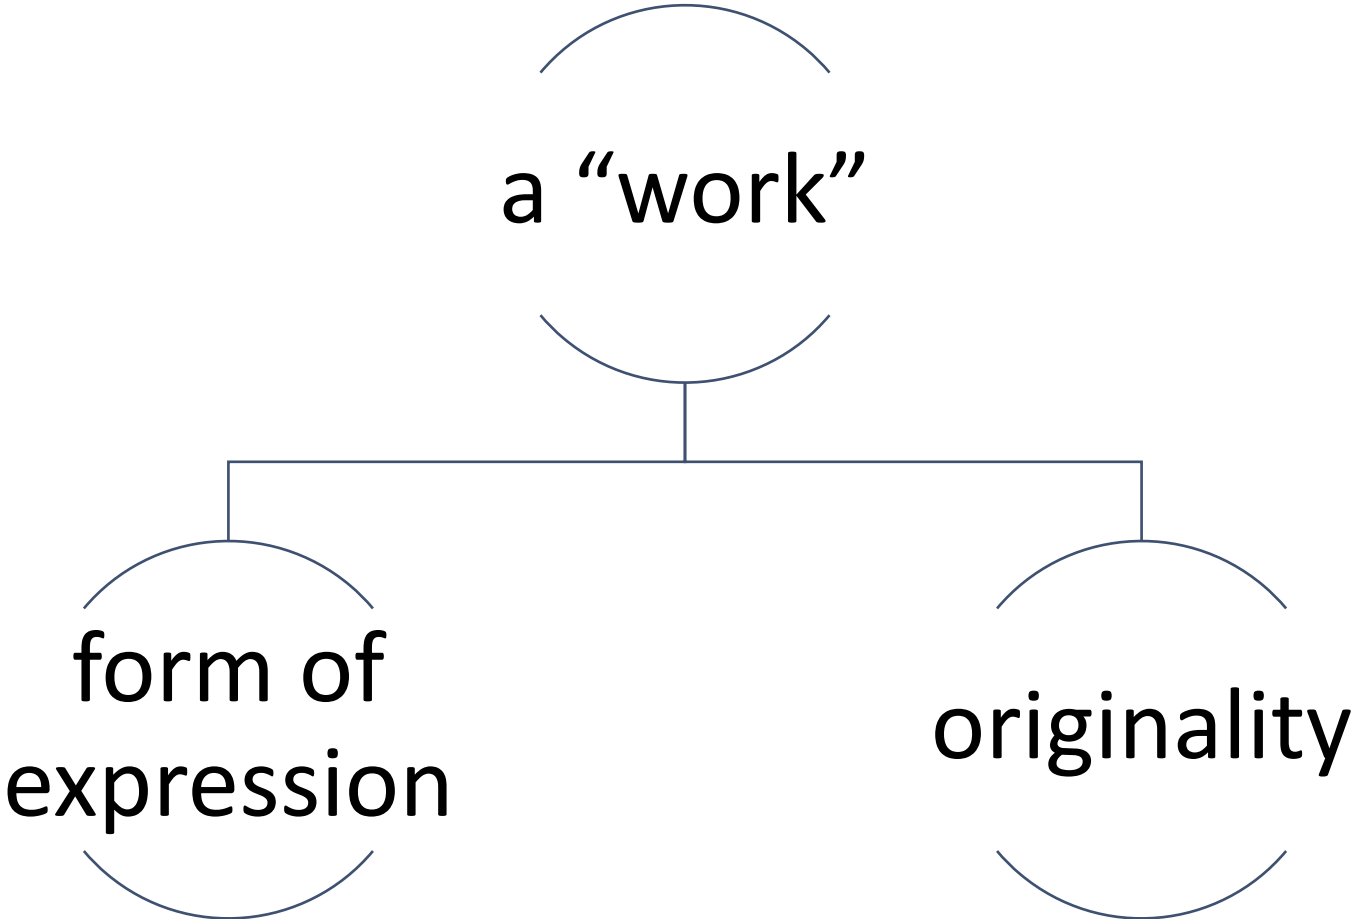 a “work”
form of
expression
originality